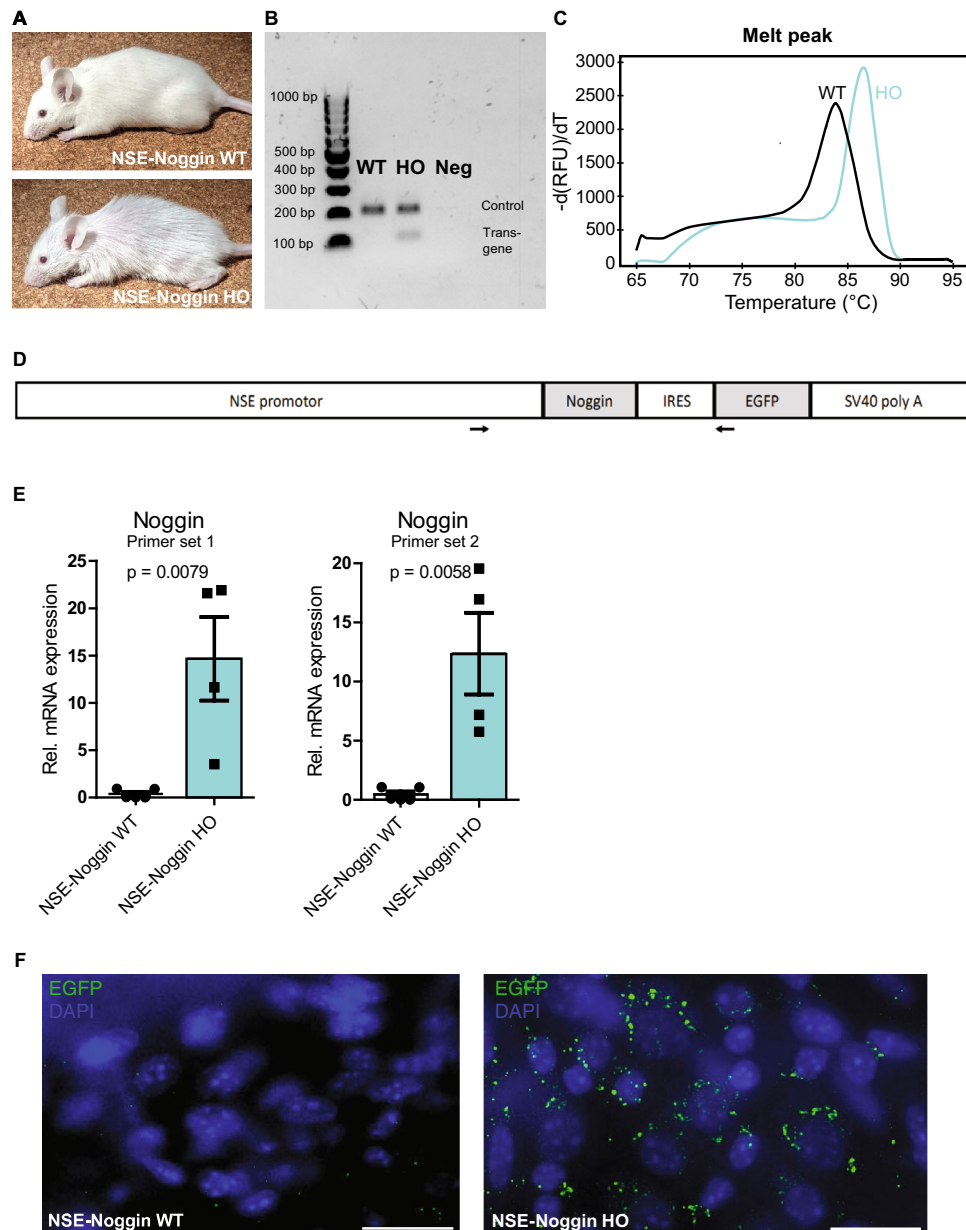 A
NSE-Noggin WT
NSE-Noggin HO
B
1000 bp
500 bp
400 bp
300 bp
200 bp
100 bp
WT HO Neg
Control
Trans-
gene
C
Melt peak
-d(RFU)/dT
3000
2500
2000
1500
1000
500
0
WT
HO
65 70 75 80 85 90 95
Temperature (°C)
D
NSE promotor Noggin IRES EGFP SV40 poly A
E
Noggin
Primer set 1
p = 0.0079
Rel. mRNA expression
25
20
15
10
5
0
NSE-Noggin WT
NSE-Noggin HO
Noggin
Primer set 2
p = 0.0058
Rel. mRNA expression
20
15
10
5
0
NSE-Noggin WT
NSE-Noggin HO
F
EGFP
DAPI
NSE-Noggin WT
EGFP
DAPI
NSE-Noggin HO